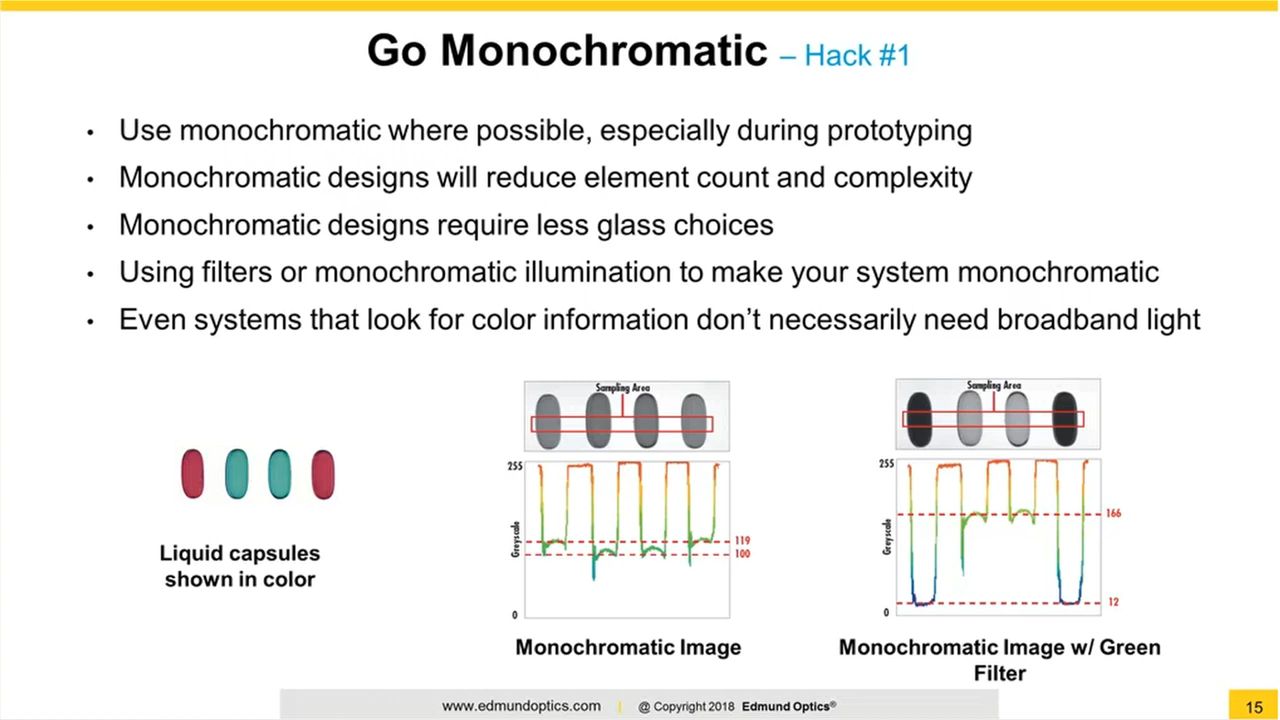 Go Monochromatic – Hack #1
• Use monochromatic where possible, especially during prototyping
• Monochromatic designs will reduce element count and complexity
• Monochromatic designs require less glass choices
• Using filters or monochromatic illumination to make your system monochromatic
• Even systems that look for color information don’t necessarily need broadband light
Liquid capsules
shown in color
Sampling Area
255
Greyscale
119
100
0
Monochromatic Image
Sampling Area
255
Greyscale
166
12
0
Monochromatic Image w/ Green
Filter
www.edmundoptics.com | @ Copyright 2018 Edmund Optics®
15